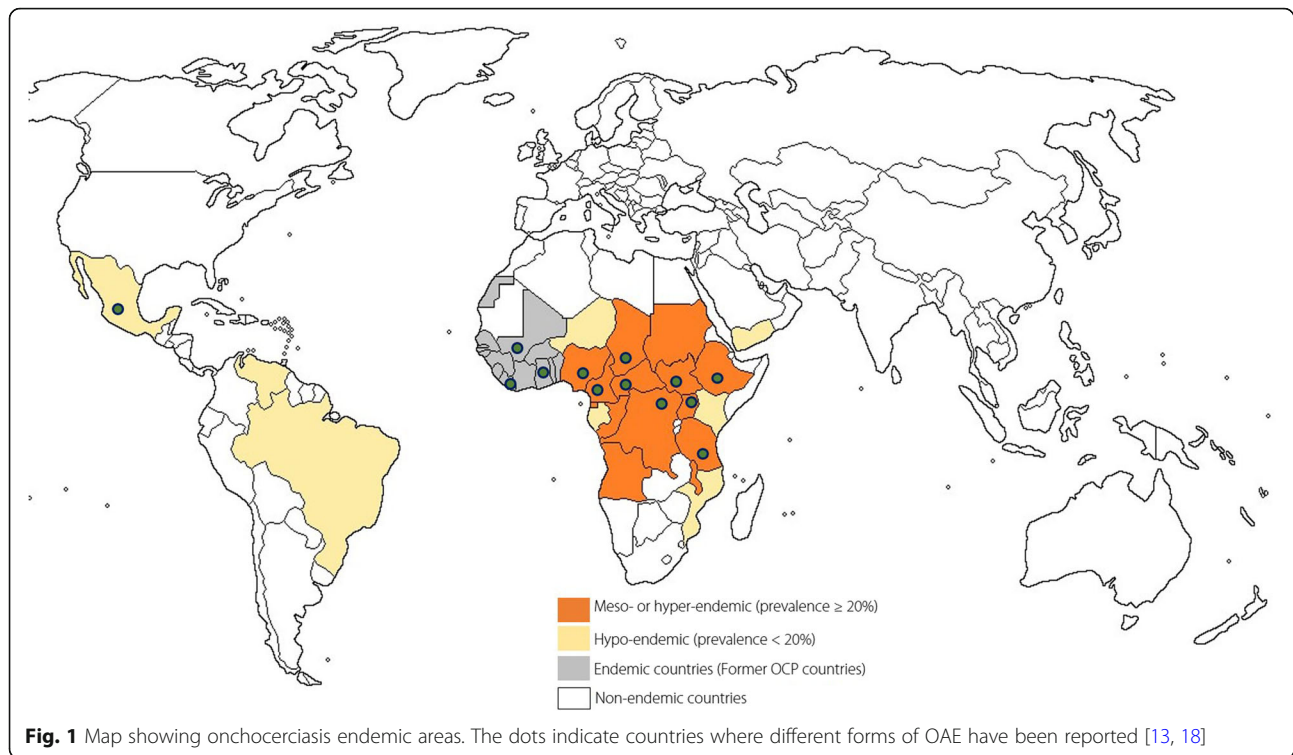 Meso- or hyper-endemic (prevalence ≥ 20%)
Hypo-endemic (prevalence < 20%)
Endemic countries (Former OCP countries)
Non-endemic countries
Fig. 1 Map showing onchocerciasis endemic areas. The dots indicate countries where different forms of OAE have been reported [13, 18]